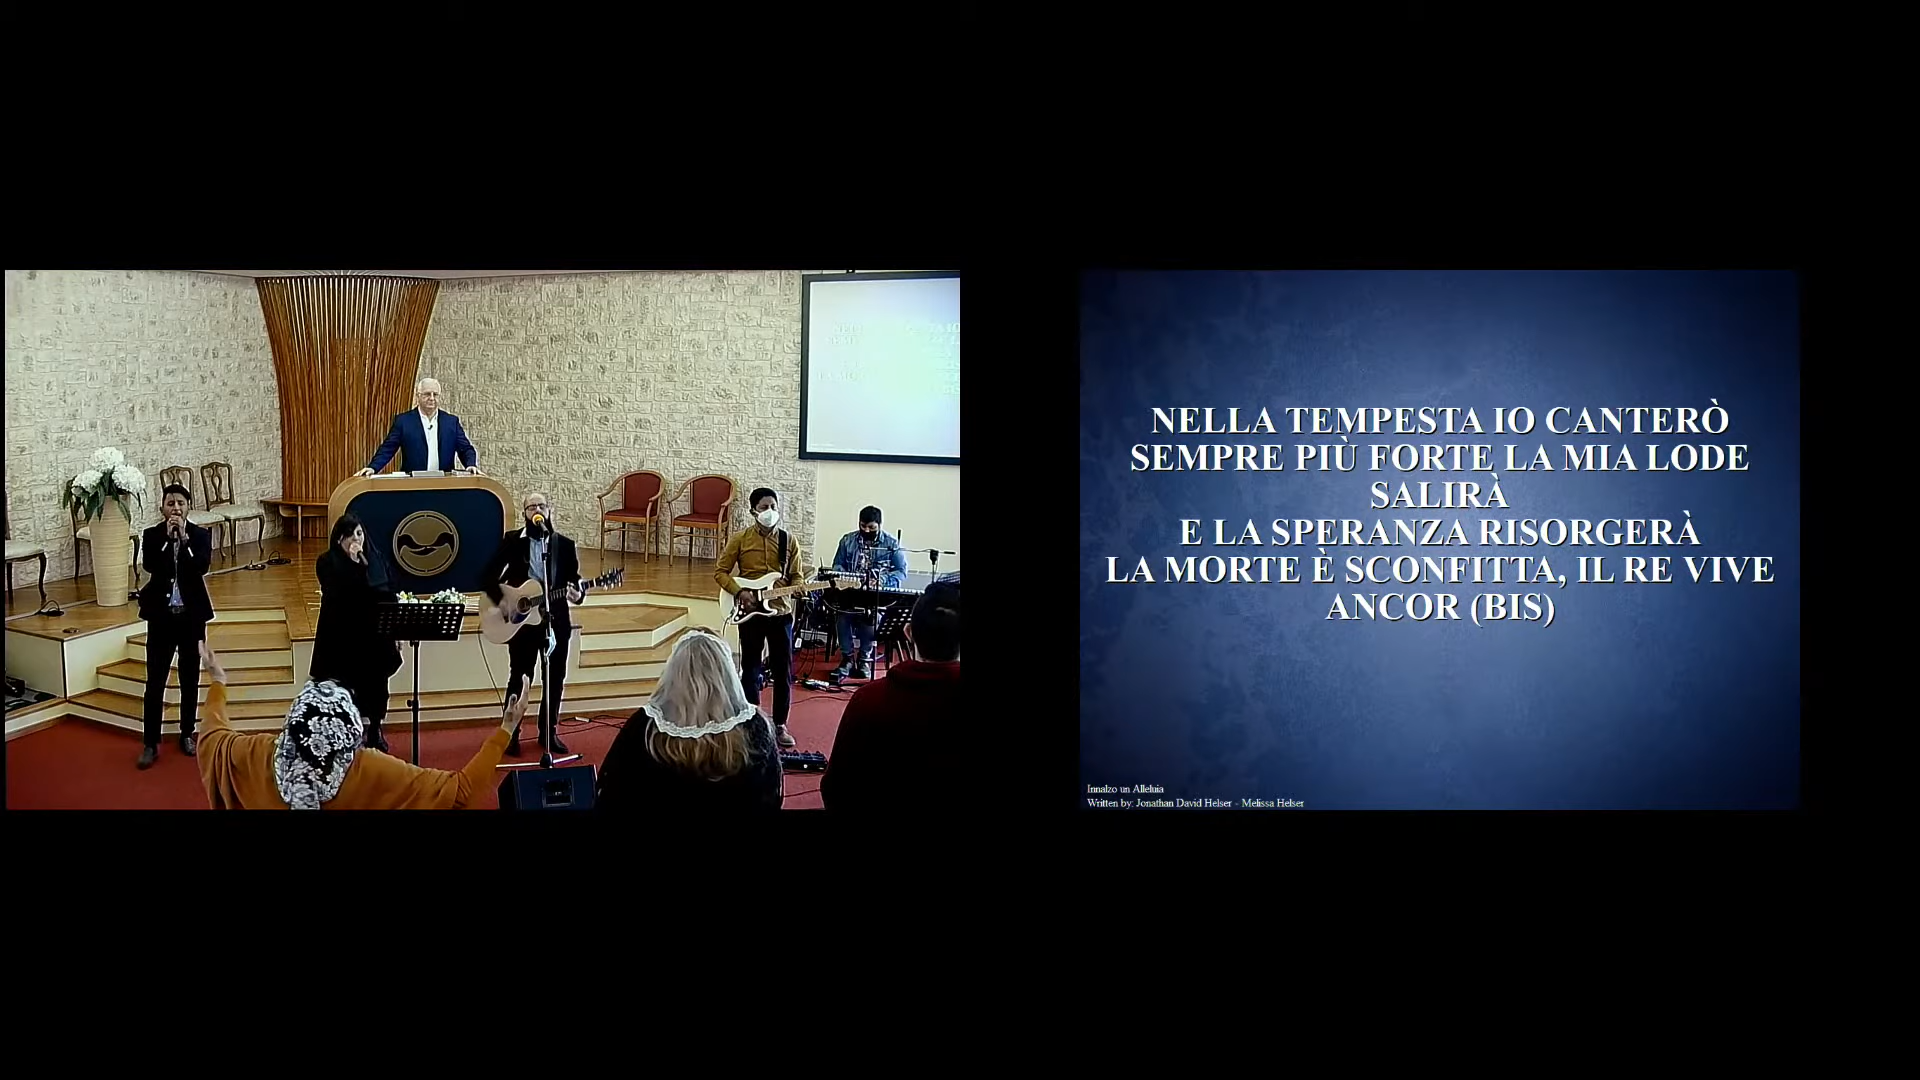 NELLA TEMPESTA IO CANTERÒ
SEMPRE PIÙ FORTE LA MIA LODE
SALIRÀ
E LA SPERANZA RISORGERÀ
LA MORTE È SCONFITTA, IL RE VIVE
ANCOR (BIS)
Innalzo un Alleluia
Written by: Jonathan David Helser - Melissa Helser